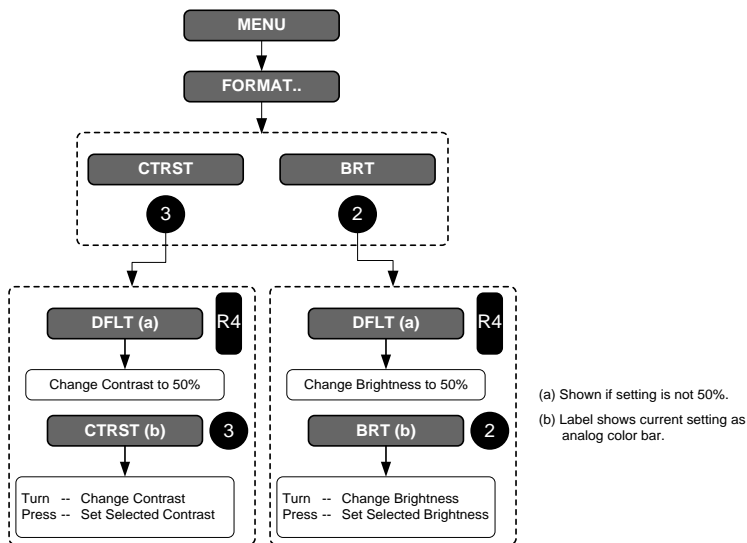 MENU
FORMAT..
CTRST
BRT
3
2
DFLT (a)
R4
Change Contrast to 50%
CTRST (b)
3
Turn -- Change Contrast
Press -- Set Selected Contrast
DFLT (a)
R4
Change Brightness to 50%
BRT (b)
2
Turn -- Change Brightness
Press -- Set Selected Brightness
(a) Shown if setting is not 50%.
(b) Label shows current setting as
analog color bar.